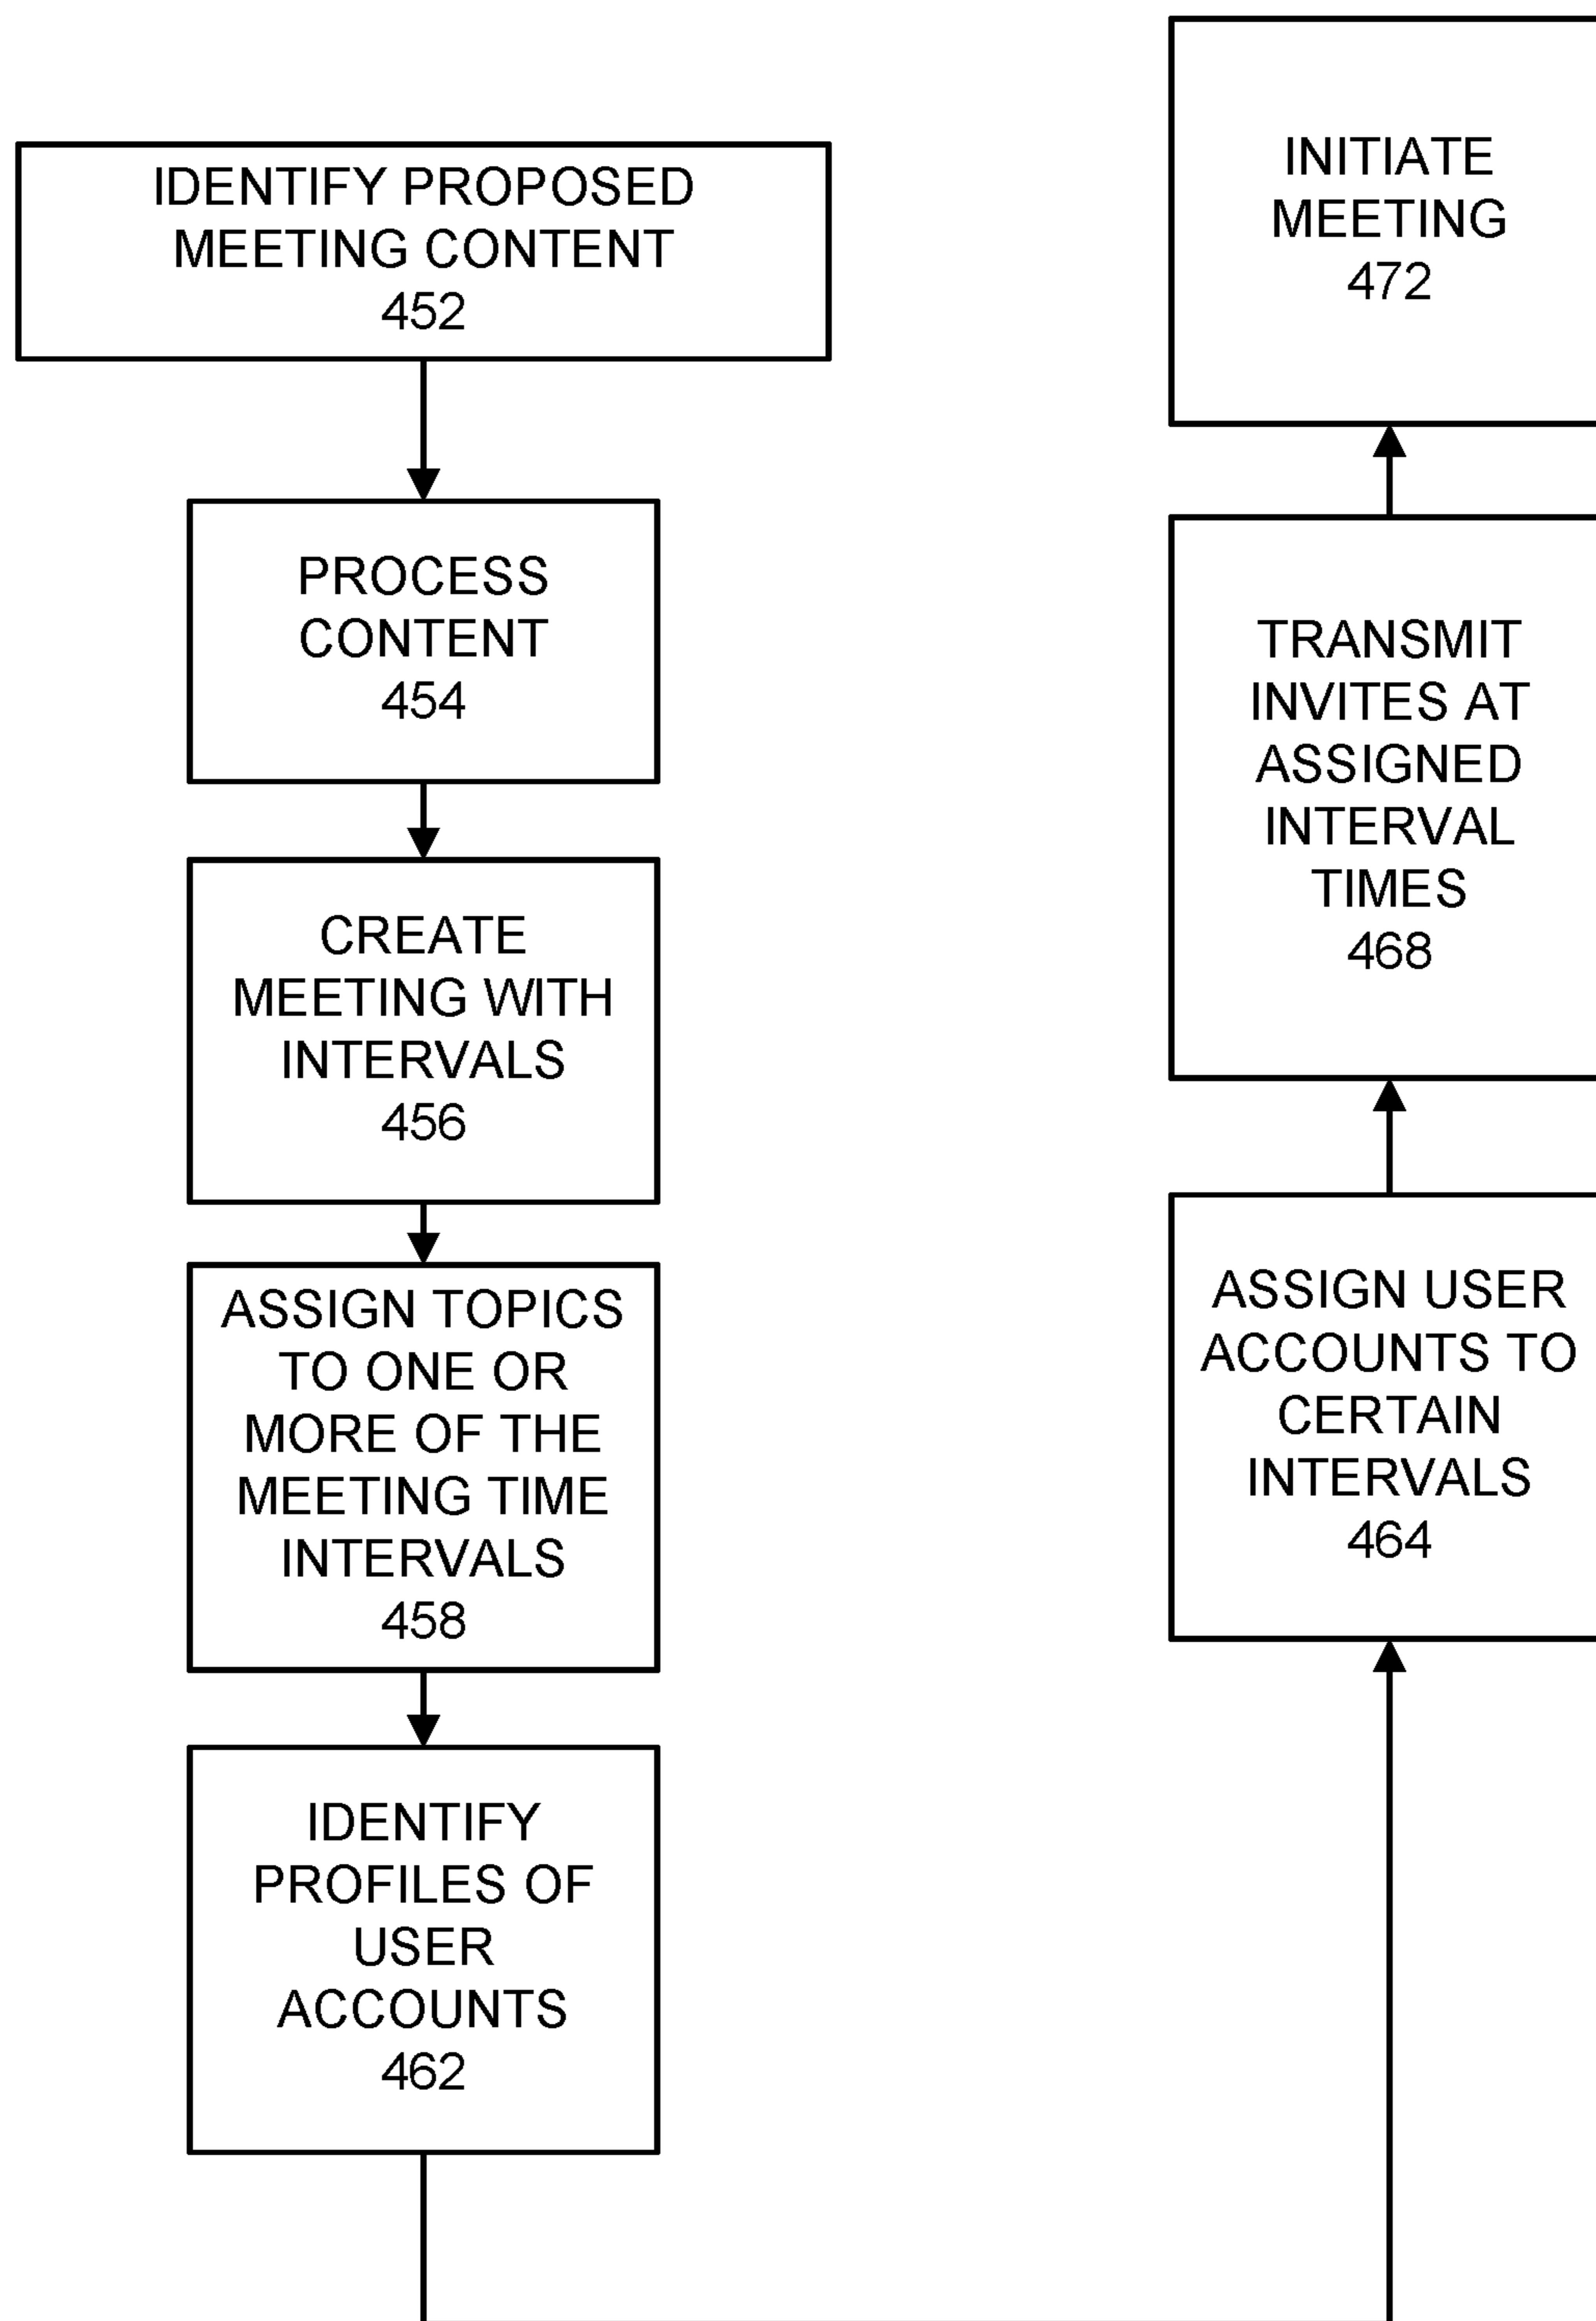 IDENTIFY PROPOSED
MEETING CONTENT
452
PROCESS
CONTENT
454
CREATE
MEETING WITH
INTERVALS
456
ASSIGN TOPICS
TO ONE OR
MORE OF THE
MEETING TIME
INTERVALS
458
IDENTIFY
PROFILES OF
USER
ACCOUNTS
462
ASSIGN USER
ACCOUNTS TO
CERTAIN
INTERVALS
464
TRANSMIT
INVITES AT
ASSIGNED
INTERVAL
TIMES
468
INITIATE
MEETING
472